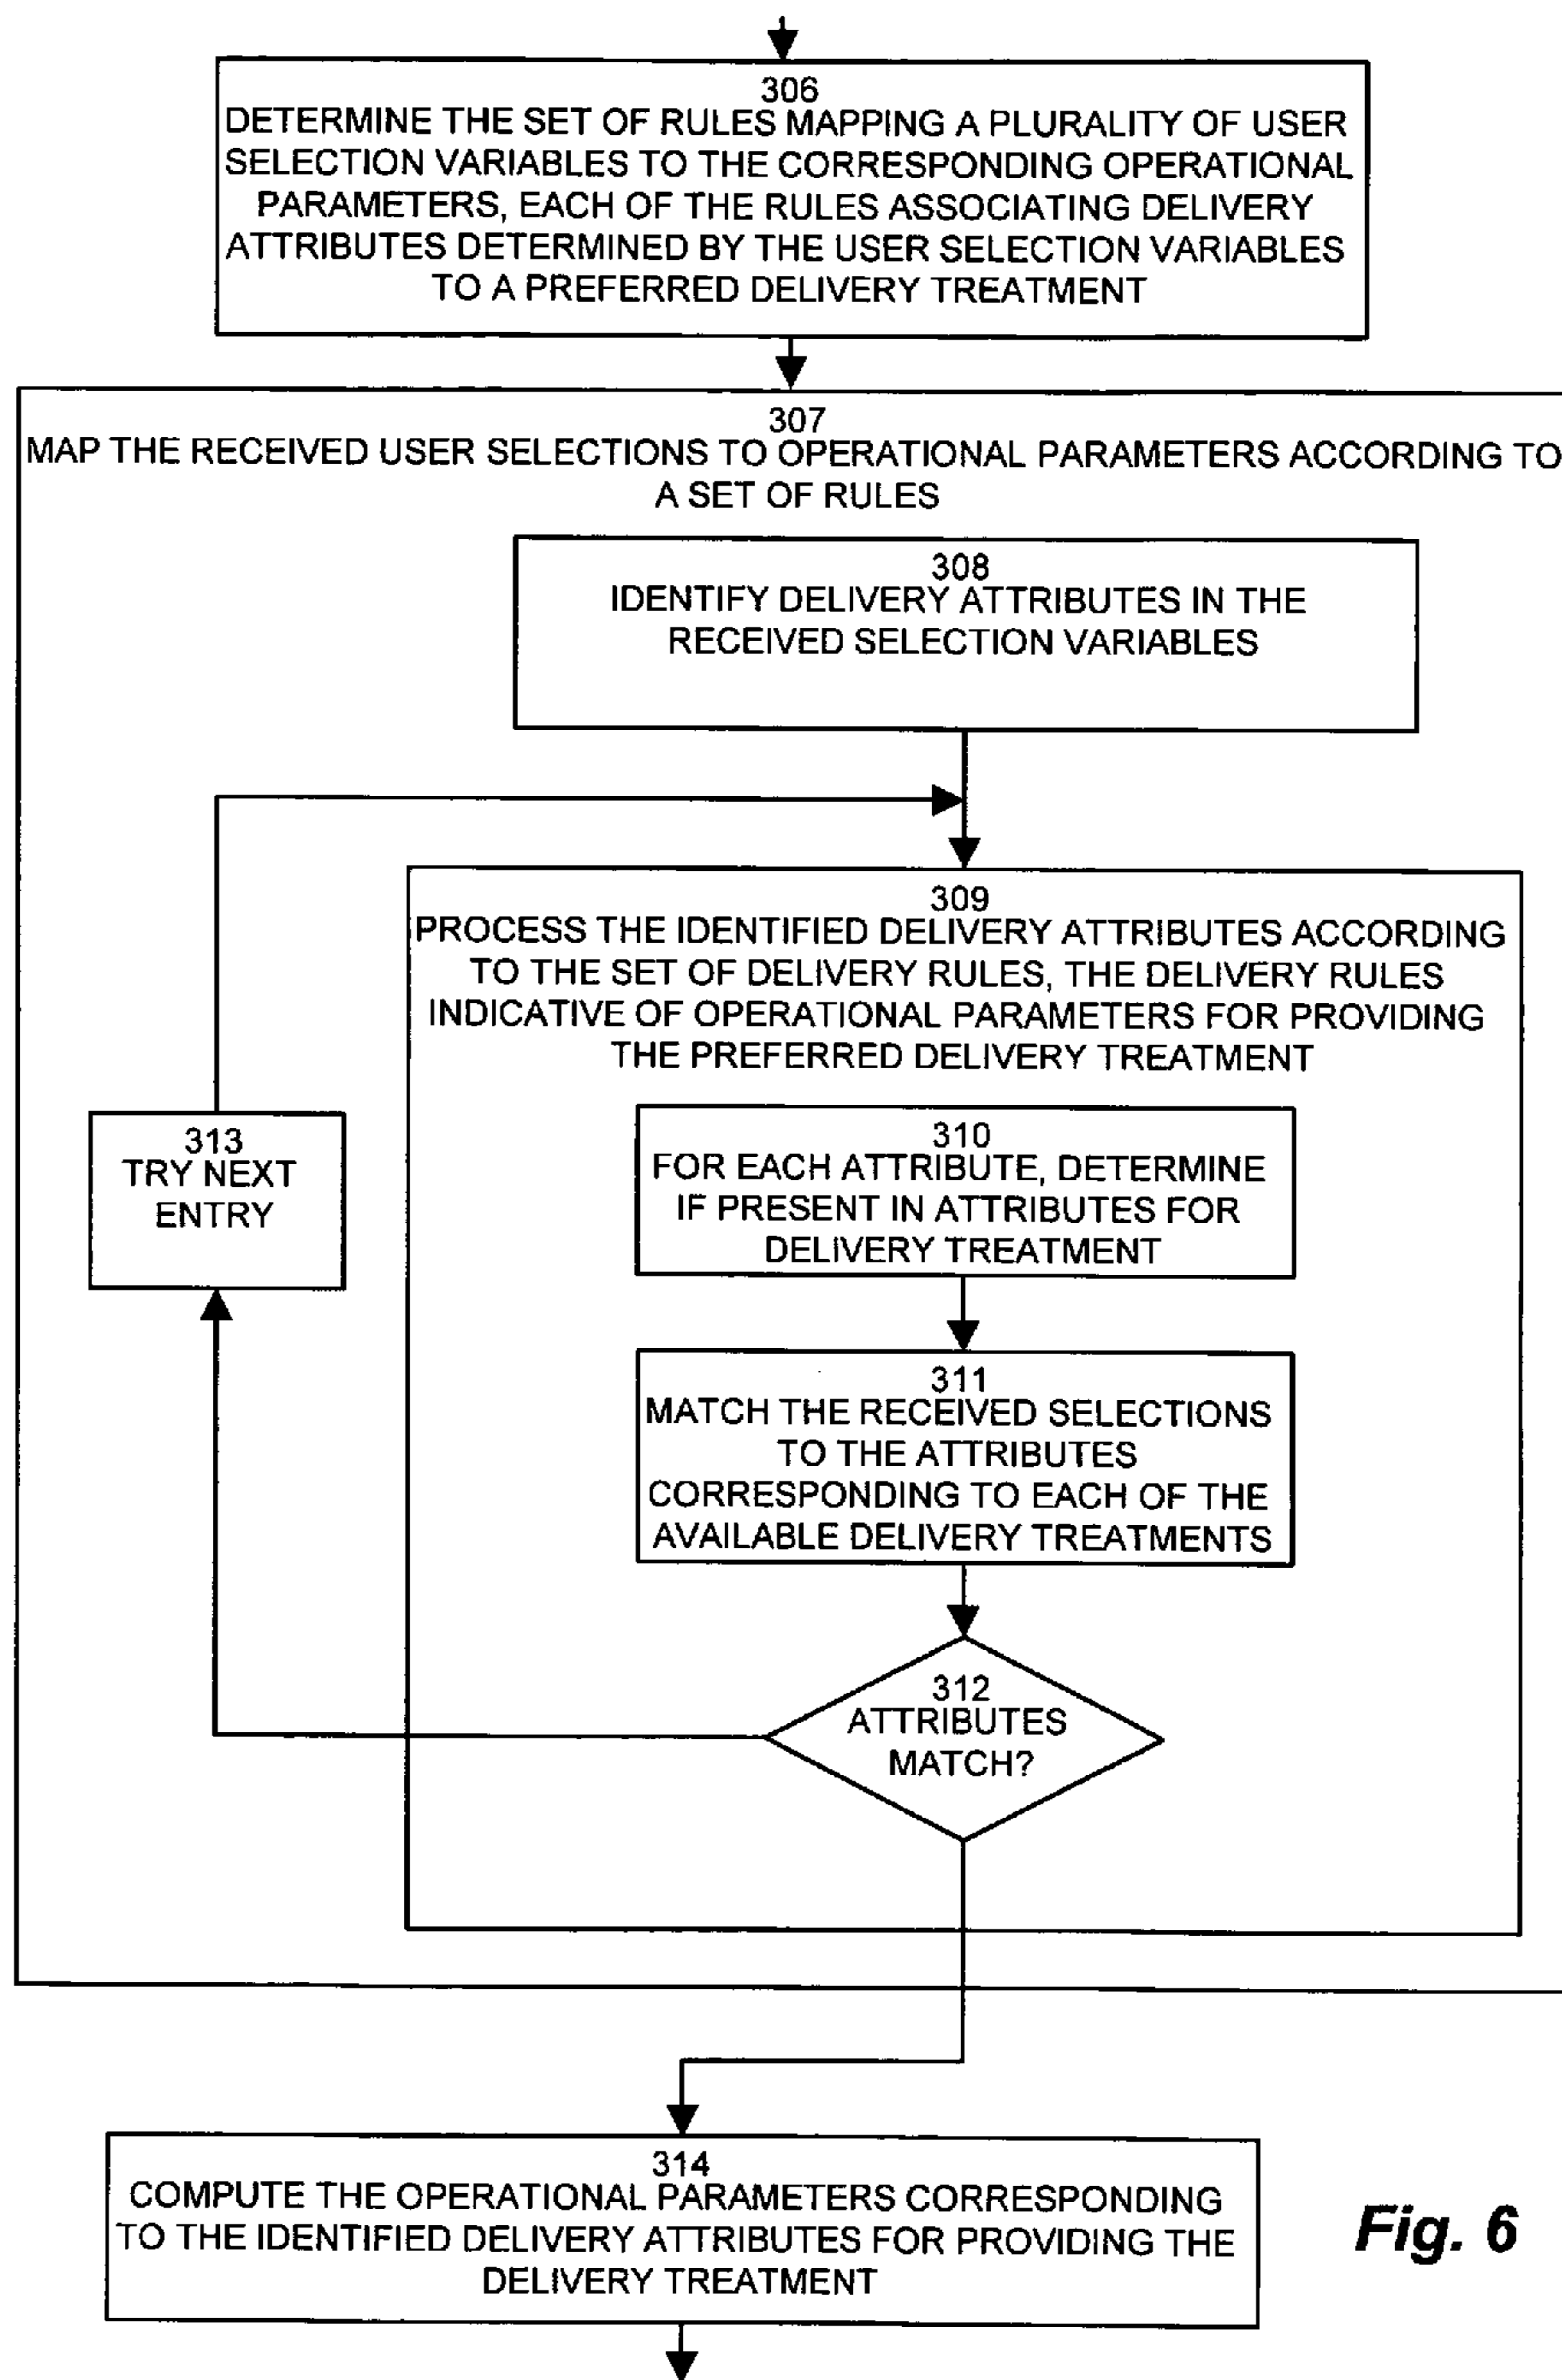 306
DETERMINE THE SET OF RULES MAPPING A PLURALITY OF USER
SELECTION VARIABLES TO THE CORRESPONDING OPERATIONAL
PARAMETERS, EACH OF THE RULES ASSOCIATING DELIVERY
ATTRIBUTES DETERMINED BY THE USER SELECTION VARIABLES
TO A PREFERRED DELIVERY TREATMENT
307
MAP THE RECEIVED USER SELECTIONS TO OPERATIONAL PARAMETERS ACCORDING TO
A SET OF RULES
308
IDENTIFY DELIVERY ATTRIBUTES IN THE
RECEIVED SELECTION VARIABLES
309
PROCESS THE IDENTIFIED DELIVERY ATTRIBUTES ACCORDING
TO THE SET OF DELIVERY RULES, THE DELIVERY RULES
INDICATIVE OF OPERATIONAL PARAMETERS FOR PROVIDING
THE PREFERRED DELIVERY TREATMENT
313
TRY NEXT
ENTRY
310
FOR EACH ATTRIBUTE, DETERMINE
IF PRESENT IN ATTRIBUTES FOR
DELIVERY TREATMENT
311
MATCH THE RECEIVED SELECTIONS
TO THE ATTRIBUTES
CORRESPONDING TO EACH OF THE
AVAILABLE DELIVERY TREATMENTS
312
ATTRIBUTES
MATCH?
314
COMPUTE THE OPERATIONAL PARAMETERS CORRESPONDING
TO THE IDENTIFIED DELIVERY ATTRIBUTES FOR PROVIDING THE
DELIVERY TREATMENT
Fig. 6